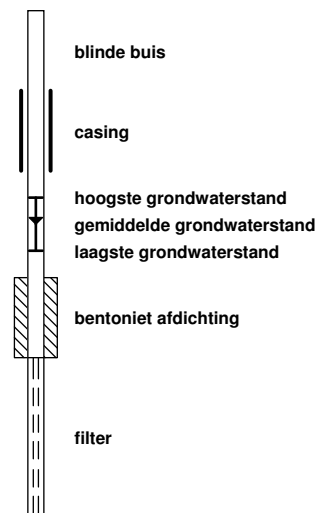 blinde buis
casing
hoogste grondwaterstand
gemiddelde grondwaterstand
laagste grondwaterstand
bentoniet afdichting
filter